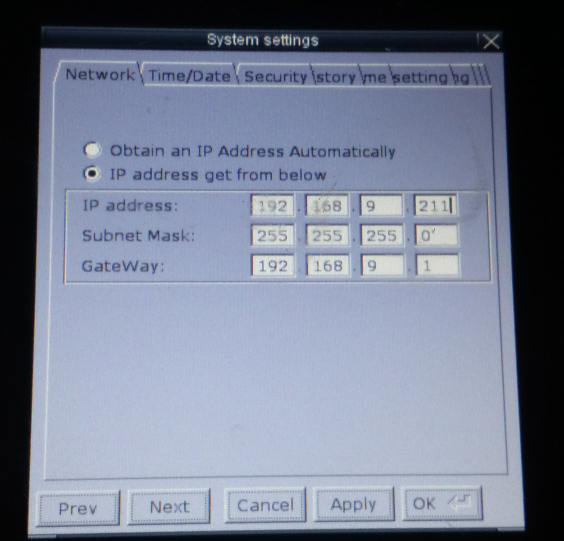 System settings
Network Time/Date Security story me setting ng
Obtain an IP Address Automatically
IP address get from below
IP address: 192 . 168 . 9 . 211
Subnet Mask: 255 . 255 . 255 . 0
GateWay: 192 . 168 . 9 . 1
Prev Next Cancel Apply OK